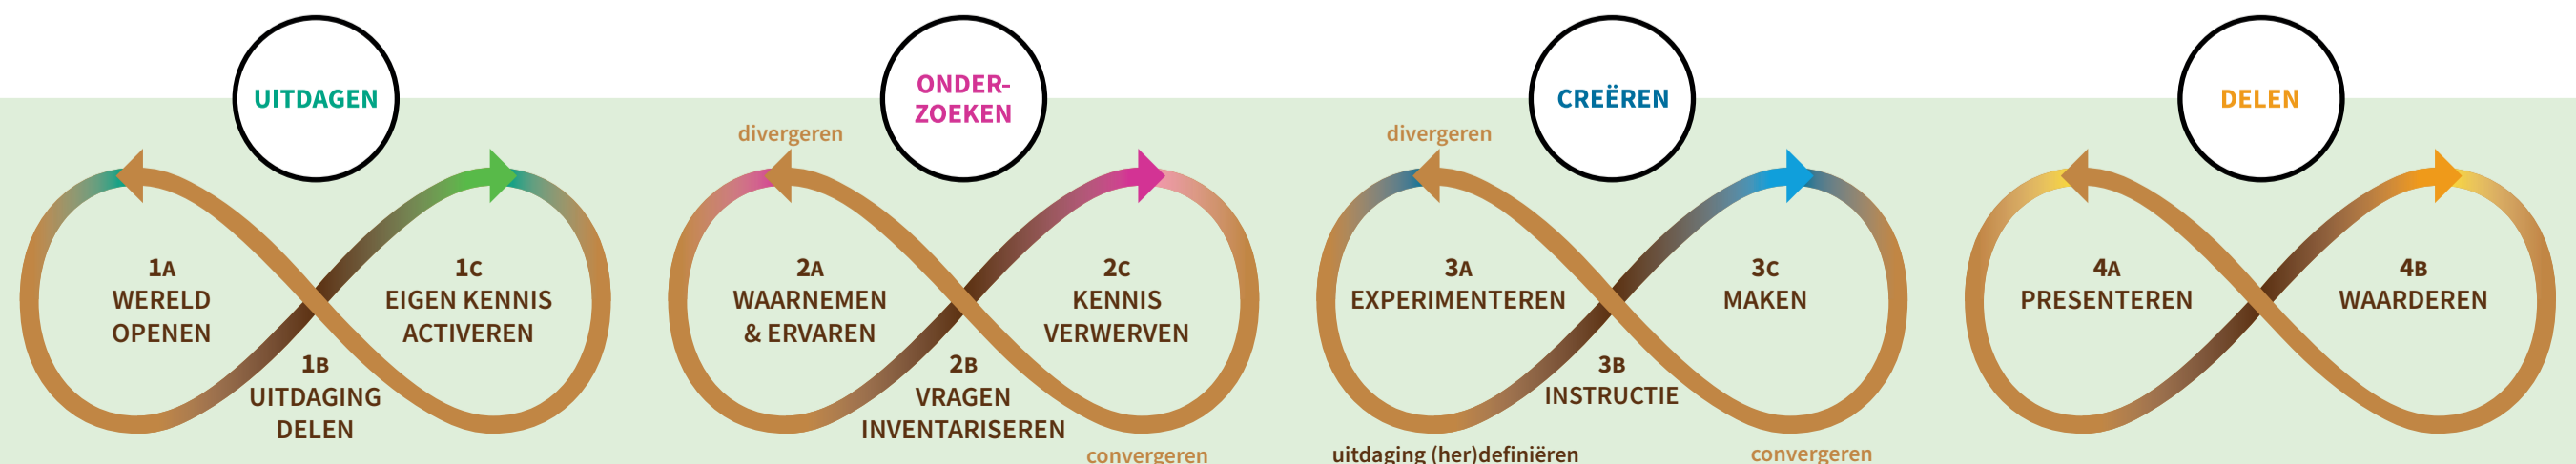 UITDAGEN
1A
WERELD
OPENEN
1B
UITDAGING
DELEN
1C
EIGEN KENNIS
ACTIVEREN
ONDER-
ZOEKEN
divergeren
2A
WAARNEMEN
& ERVAREN
2B
VRAGEN
INVENTARISEREN
2C
KENNIS
VERWERVEN
convergeren
CREËREN
divergeren
3A
EXPERIMENTEREN
3B
INSTRUCTIE
3C
MAKEN
uitdaging (her)definiëren
convergeren
DELEN
4A
PRESENTEREN
4B
WAARDEREN